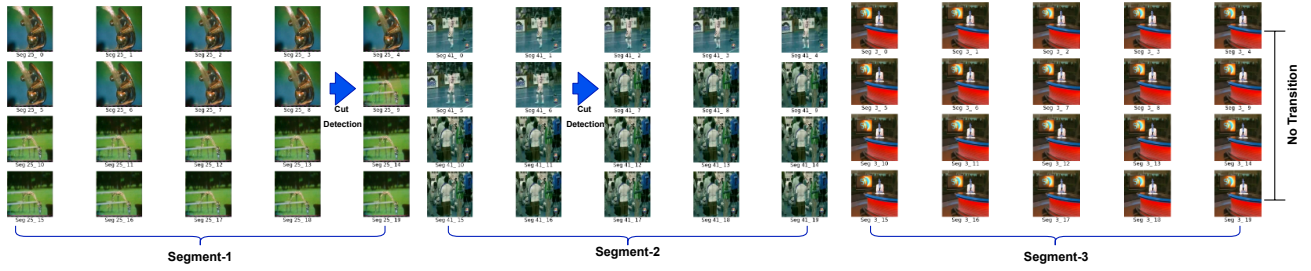 Seg 25_ 0 Seg 25_ 1 Seg 25_ 2 Seg 25_ 3 Seg 25_ 4
Seg 25_ 5 Seg 25_ 6 Seg 25_ 7 Seg 25_ 8 Seg 25_ 9
Cut
Detection
Seg 25_ 10 Seg 25_ 11 Seg 25_ 12 Seg 25_ 13 Seg 25_ 14
Seg 25_ 15 Seg 25_ 16 Seg 25_ 17 Seg 25_ 18 Seg 25_ 19
Segment-1
Seg 41_ 0 Seg 41_ 1 Seg 41_ 2 Seg 41_ 3 Seg 41_ 4
Seg 41_ 5 Seg 41_ 6 Seg 41_ 7 Seg 41_ 8 Seg 41_ 9
Cut
Detection
Seg 41_ 10 Seg 41_ 11 Seg 41_ 12 Seg 41_ 13 Seg 41_ 14
Seg 41_ 15 Seg 41_ 16 Seg 41_ 17 Seg 41_ 18 Seg 41_ 19
Segment-2
Seg 3_ 0 Seg 3_ 1 Seg 3_ 2 Seg 3_ 3 Seg 3_ 4
Seg 3_ 5 Seg 3_ 6 Seg 3_ 7 Seg 3_ 8 Seg 3_ 9
Seg 3_ 10 Seg 3_ 11 Seg 3_ 12 Seg 3_ 13 Seg 3_ 14
Seg 3_ 15 Seg 3_ 16 Seg 3_ 17 Seg 3_ 18 Seg 3_ 19
No Transition
Segment-3